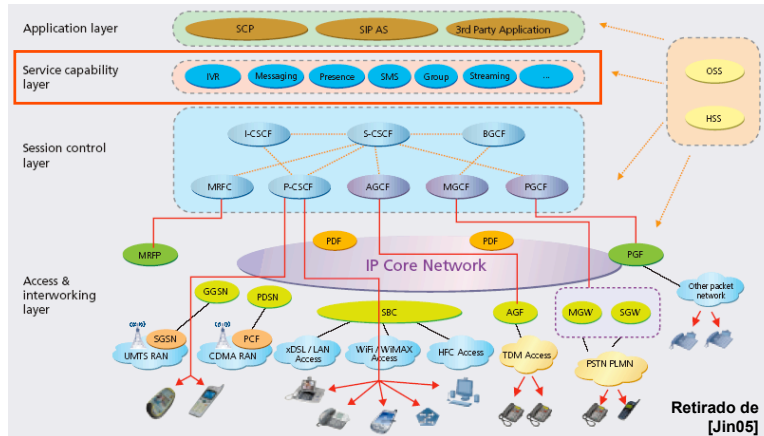 Application layer
SCP
SIP AS
3rd Party Application
Service capability
layer
IVR
Messaging
Presence
SMS
Group
Streaming
...
OSS
HSS
Session control
layer
I-CSCF
S-CSCF
BGCF
MRFC
P-CSCF
AGCF
MGCF
PGCF
Access &
interworking
layer
MRFP
PDF
PDF
IP Core Network
PGF
GGSN
PDSN
SBC
AGF
MGW
SGW
Other packet
network
SGSN
UMTS RAN
PCF
CDMA RAN
xDSL / LAN
Access
WiFi / WiMAX
Access
HFC Access
TDM Access
PSTN PLMN
Retirado de
[Jin05]